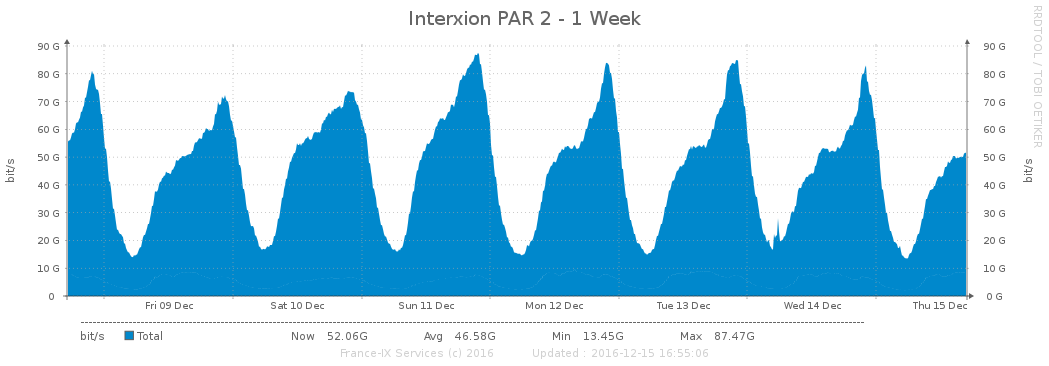 Interxion PAR 2 - 1 Week
RRDTOOL / TOBI OETIKER
bit/s
90 G 90 G
80 G 80 G
70 G 70 G
60 G 60 G
50 G 50 G
40 G 40 G
30 G 30 G
20 G 20 G
10 G 10 G
0 0 G
bit/s
Fri 09 Dec Sat 10 Dec Sun 11 Dec Mon 12 Dec Tue 13 Dec Wed 14 Dec Thu 15 Dec
bit/s Total Now 52.06G Avg 46.58G Min 13.45G Max 87.47G
France-IX Services (c) 2016 Updated : 2016-12-15 16:55:06